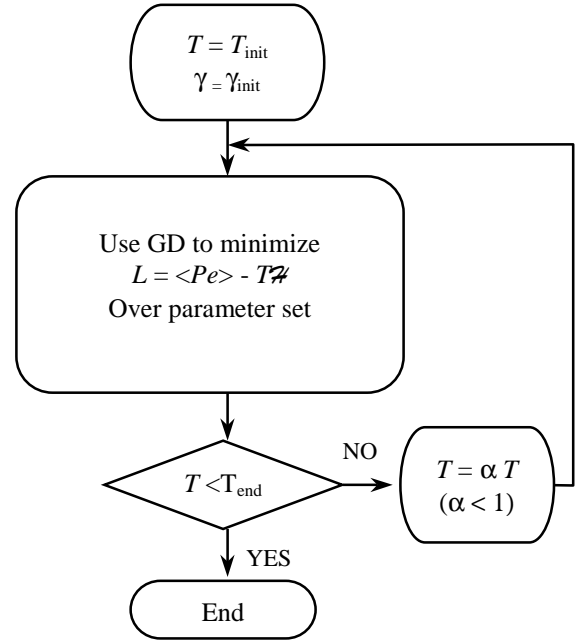 T = T_init
γ = γ_init
Use GD to minimize
L = <Pe> - Tℋ
Over parameter set
T <T_end
NO
T = α T
(α < 1)
YES
End